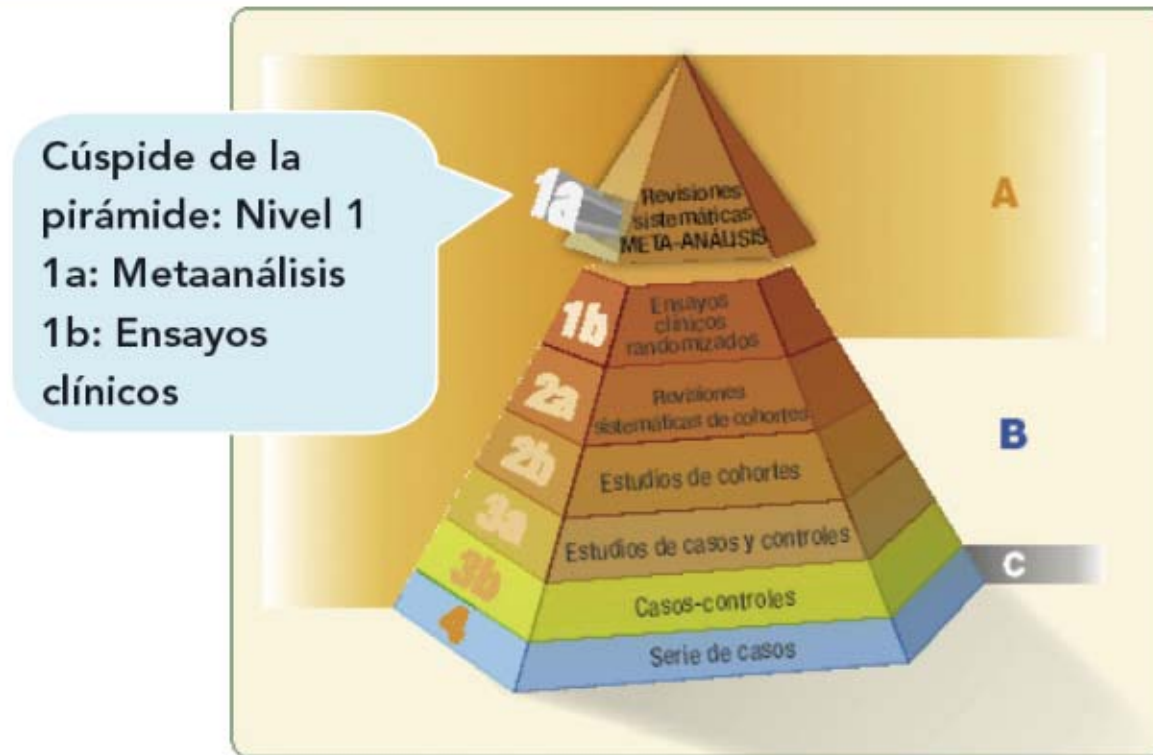 Cúspide de la
pirámide: Nivel 1
1a: Metaanálisis
1b: Ensayos
clínicos
1a
Revisiones
sistemáticas
META-ANÁLISIS
A
1b
Ensayos
clínicos
randomizados
2a
Revisiones
sistemáticas de cohortes
B
2b
Estudios de cohortes
3a
Estudios de casos y controles
C
3b
Casos-controles
4
Serie de casos